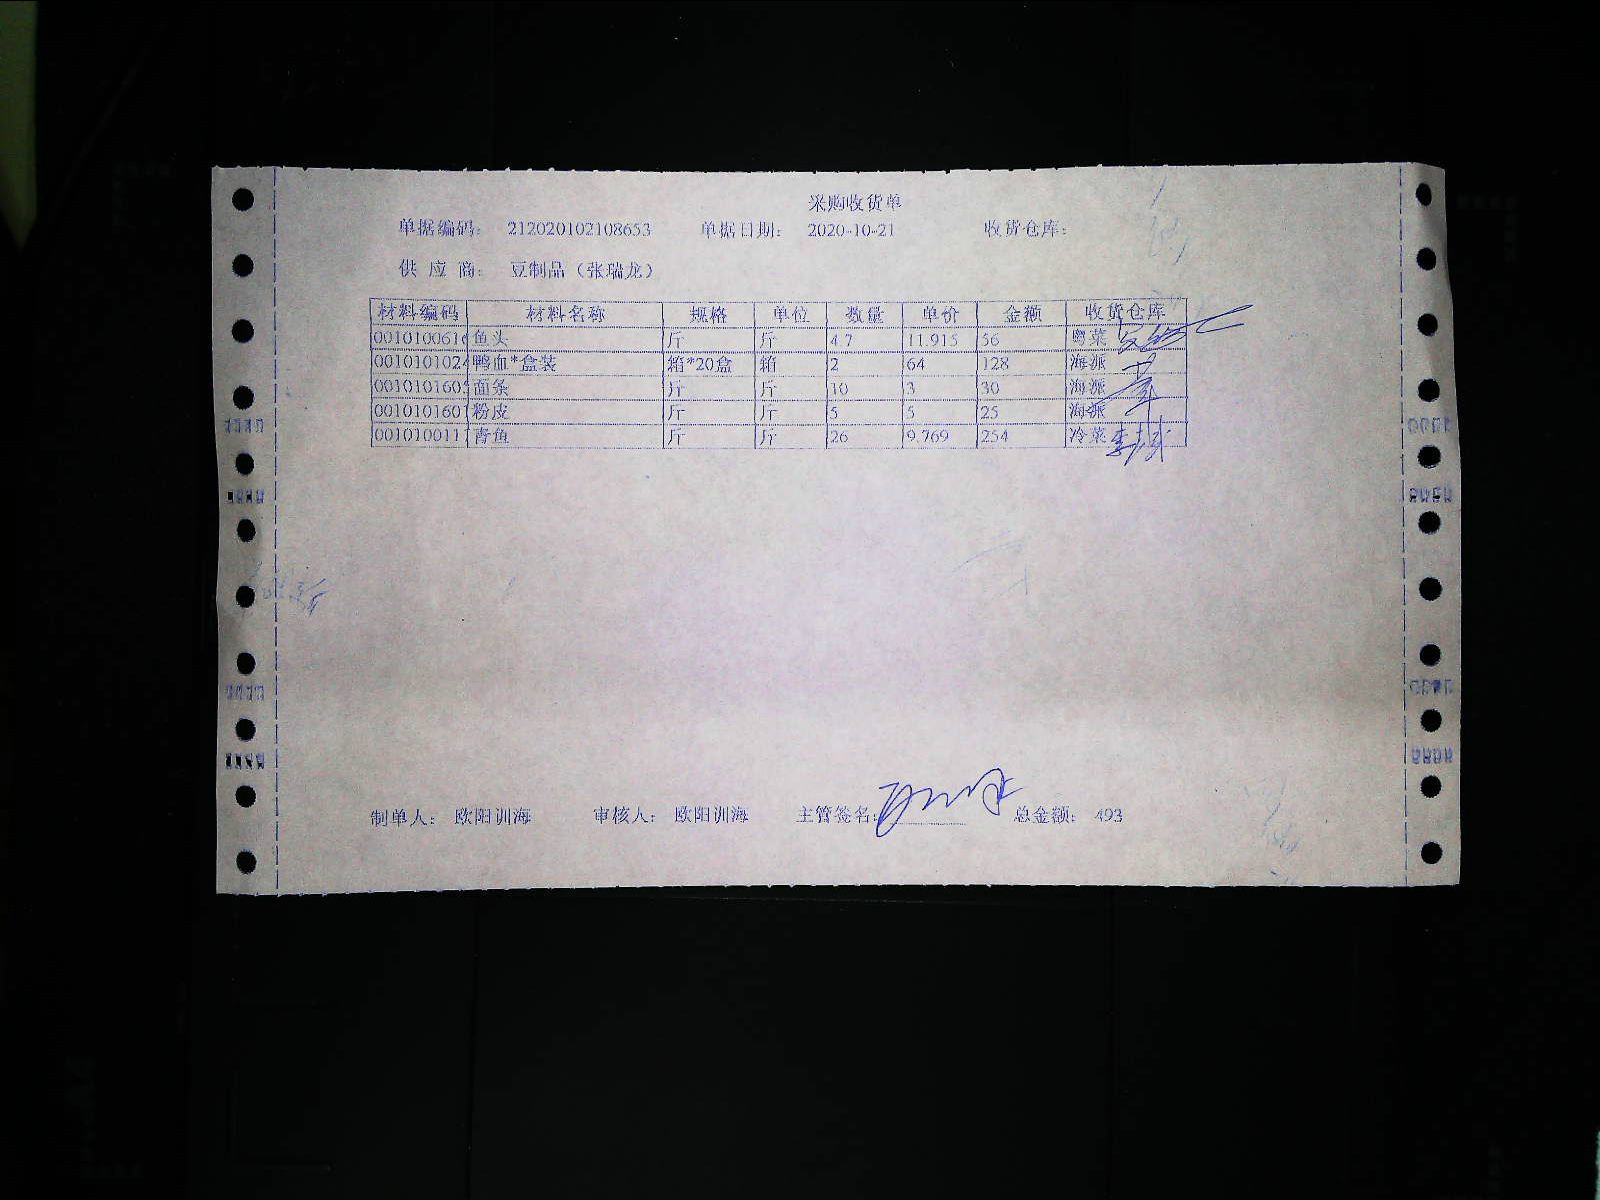 采购收货单
单据编码： 212020102108653 单据日期： 2020-10-21 收货仓库：
供 应 商： 豆制品（张瑞龙）
材料编码 材料名称 规格 单位 数量 单价 金额 收货仓库
001010061 鱼头 斤 斤 4.7 11.915 56 粤菜
001010102 鸭血*盒装 箱*20盒 箱 2 64 128 海派
001010160 面条 斤 斤 10 3 30 海派
001010160 粉皮 斤 斤 5 5 25 海派
001010011 青鱼 斤 斤 26 9.769 254 冷菜
制单人： 欧阳训海 审核人： 欧阳训海 主管签名： 总金额： 493